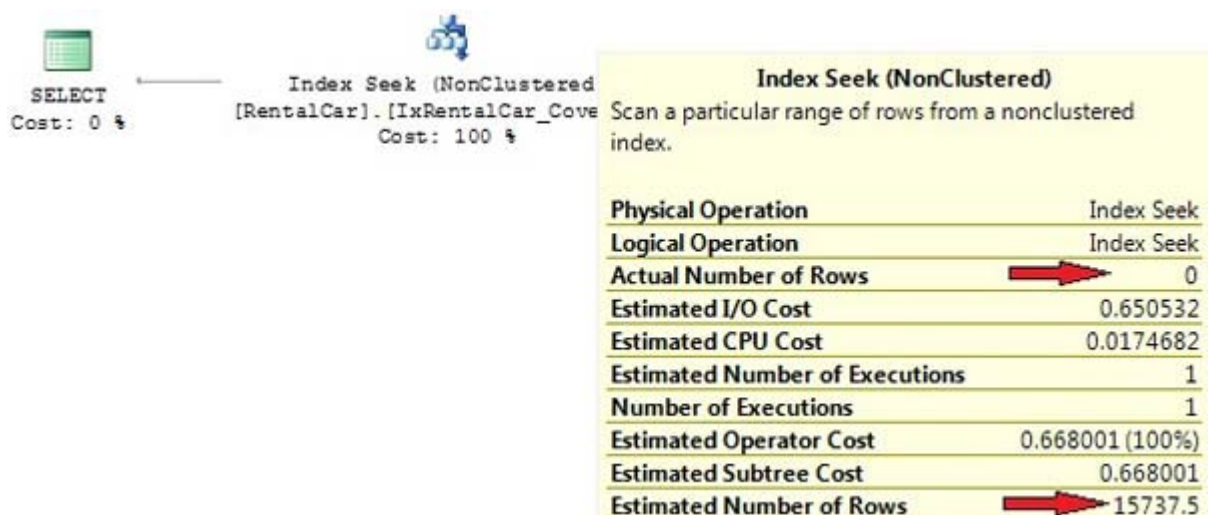 SELECT
Cost: 0 %
Index Seek (NonClustered
[RentalCar].[IxRentalCar_Cove
Cost: 100 %
Index Seek (NonClustered)
Scan a particular range of rows from a nonclustered
index.
Physical Operation Index Seek
Logical Operation Index Seek
Actual Number of Rows 0
Estimated I/O Cost 0.650532
Estimated CPU Cost 0.0174682
Estimated Number of Executions 1
Number of Executions 1
Estimated Operator Cost 0.668001 (100%)
Estimated Subtree Cost 0.668001
Estimated Number of Rows 15737.5